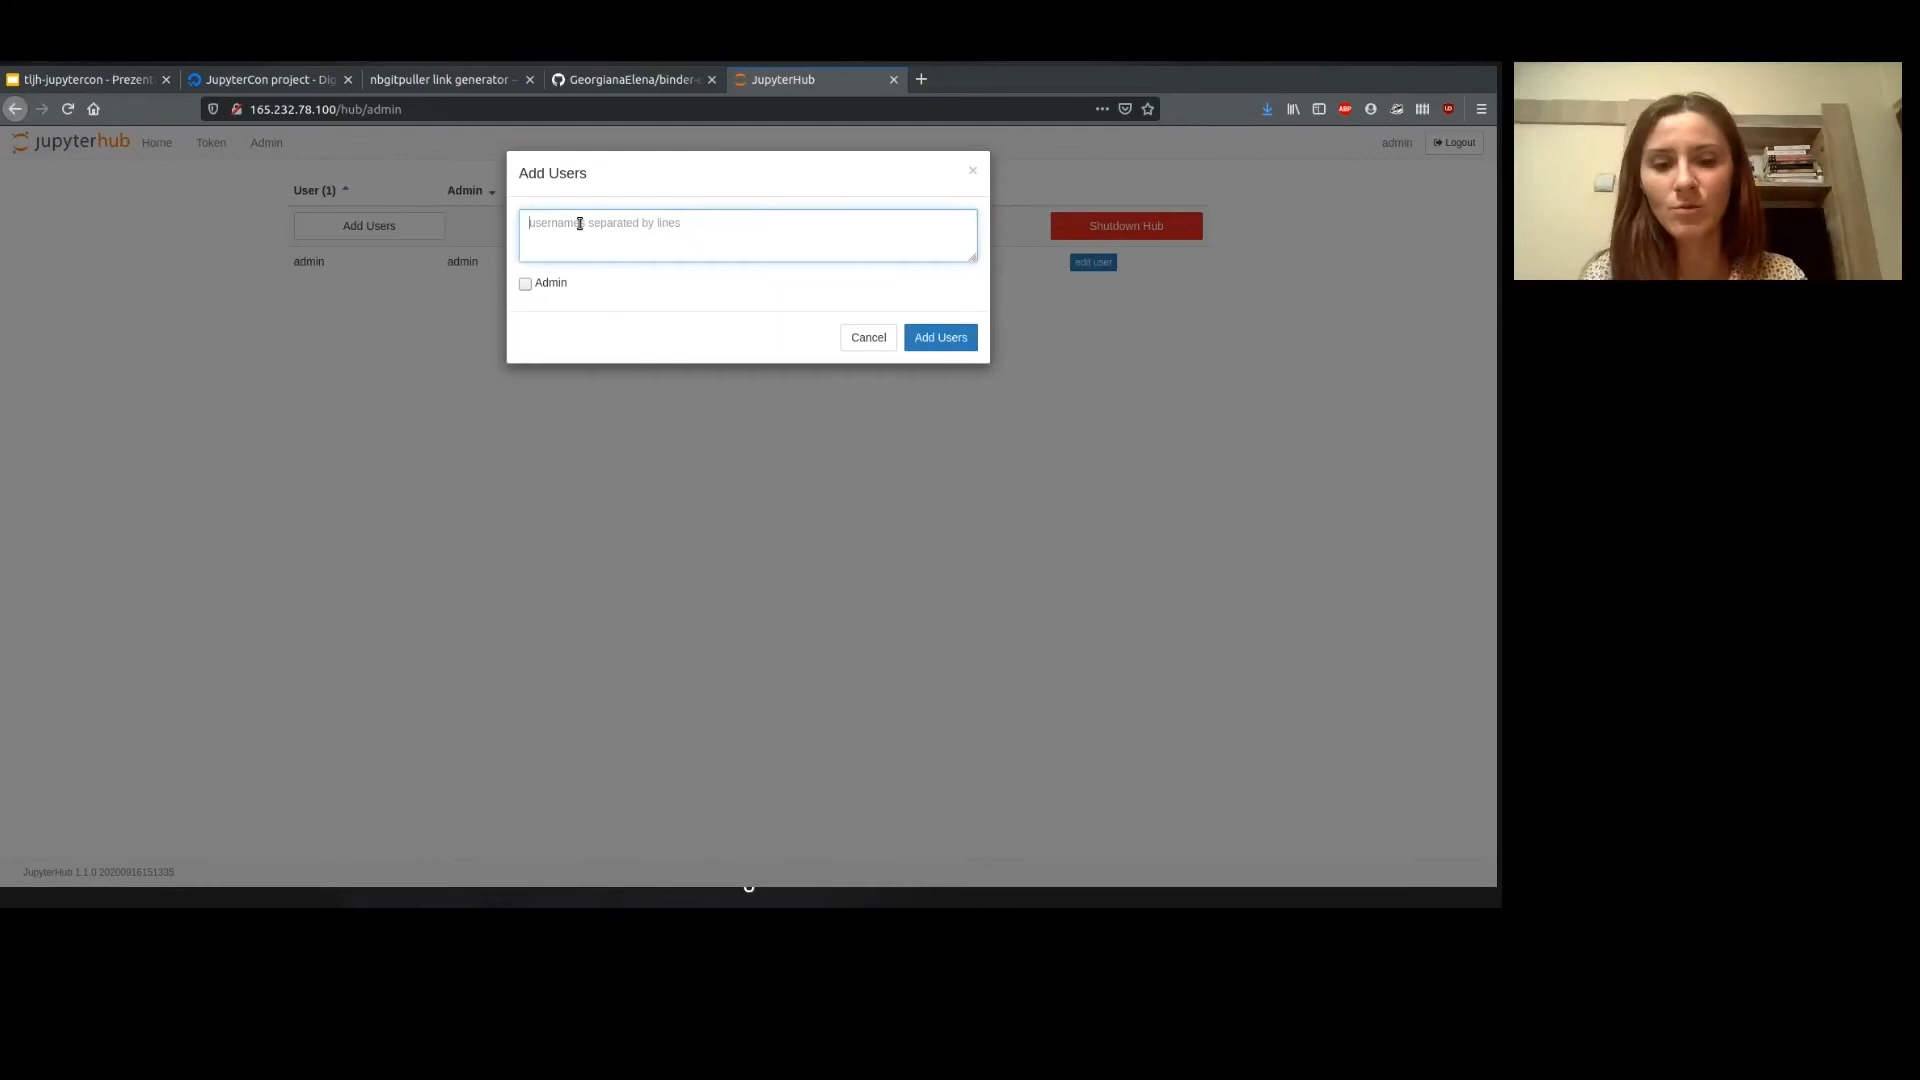 tljh-jupytercon - Prezent
JupyterCon project - Dig
nbgitpuller link generator -
GeorgianaElena/binder-
JupyterHub
165.232.78.100/hub/admin
ABP
jupyterhub
Home
Token
Admin
admin
Logout
Add Users
×
User (1)
Admin
usernames separated by lines
Add Users
Shutdown Hub
admin
admin
edit user
Admin
Cancel
Add Users
JupyterHub 1.1.0 20200916151335